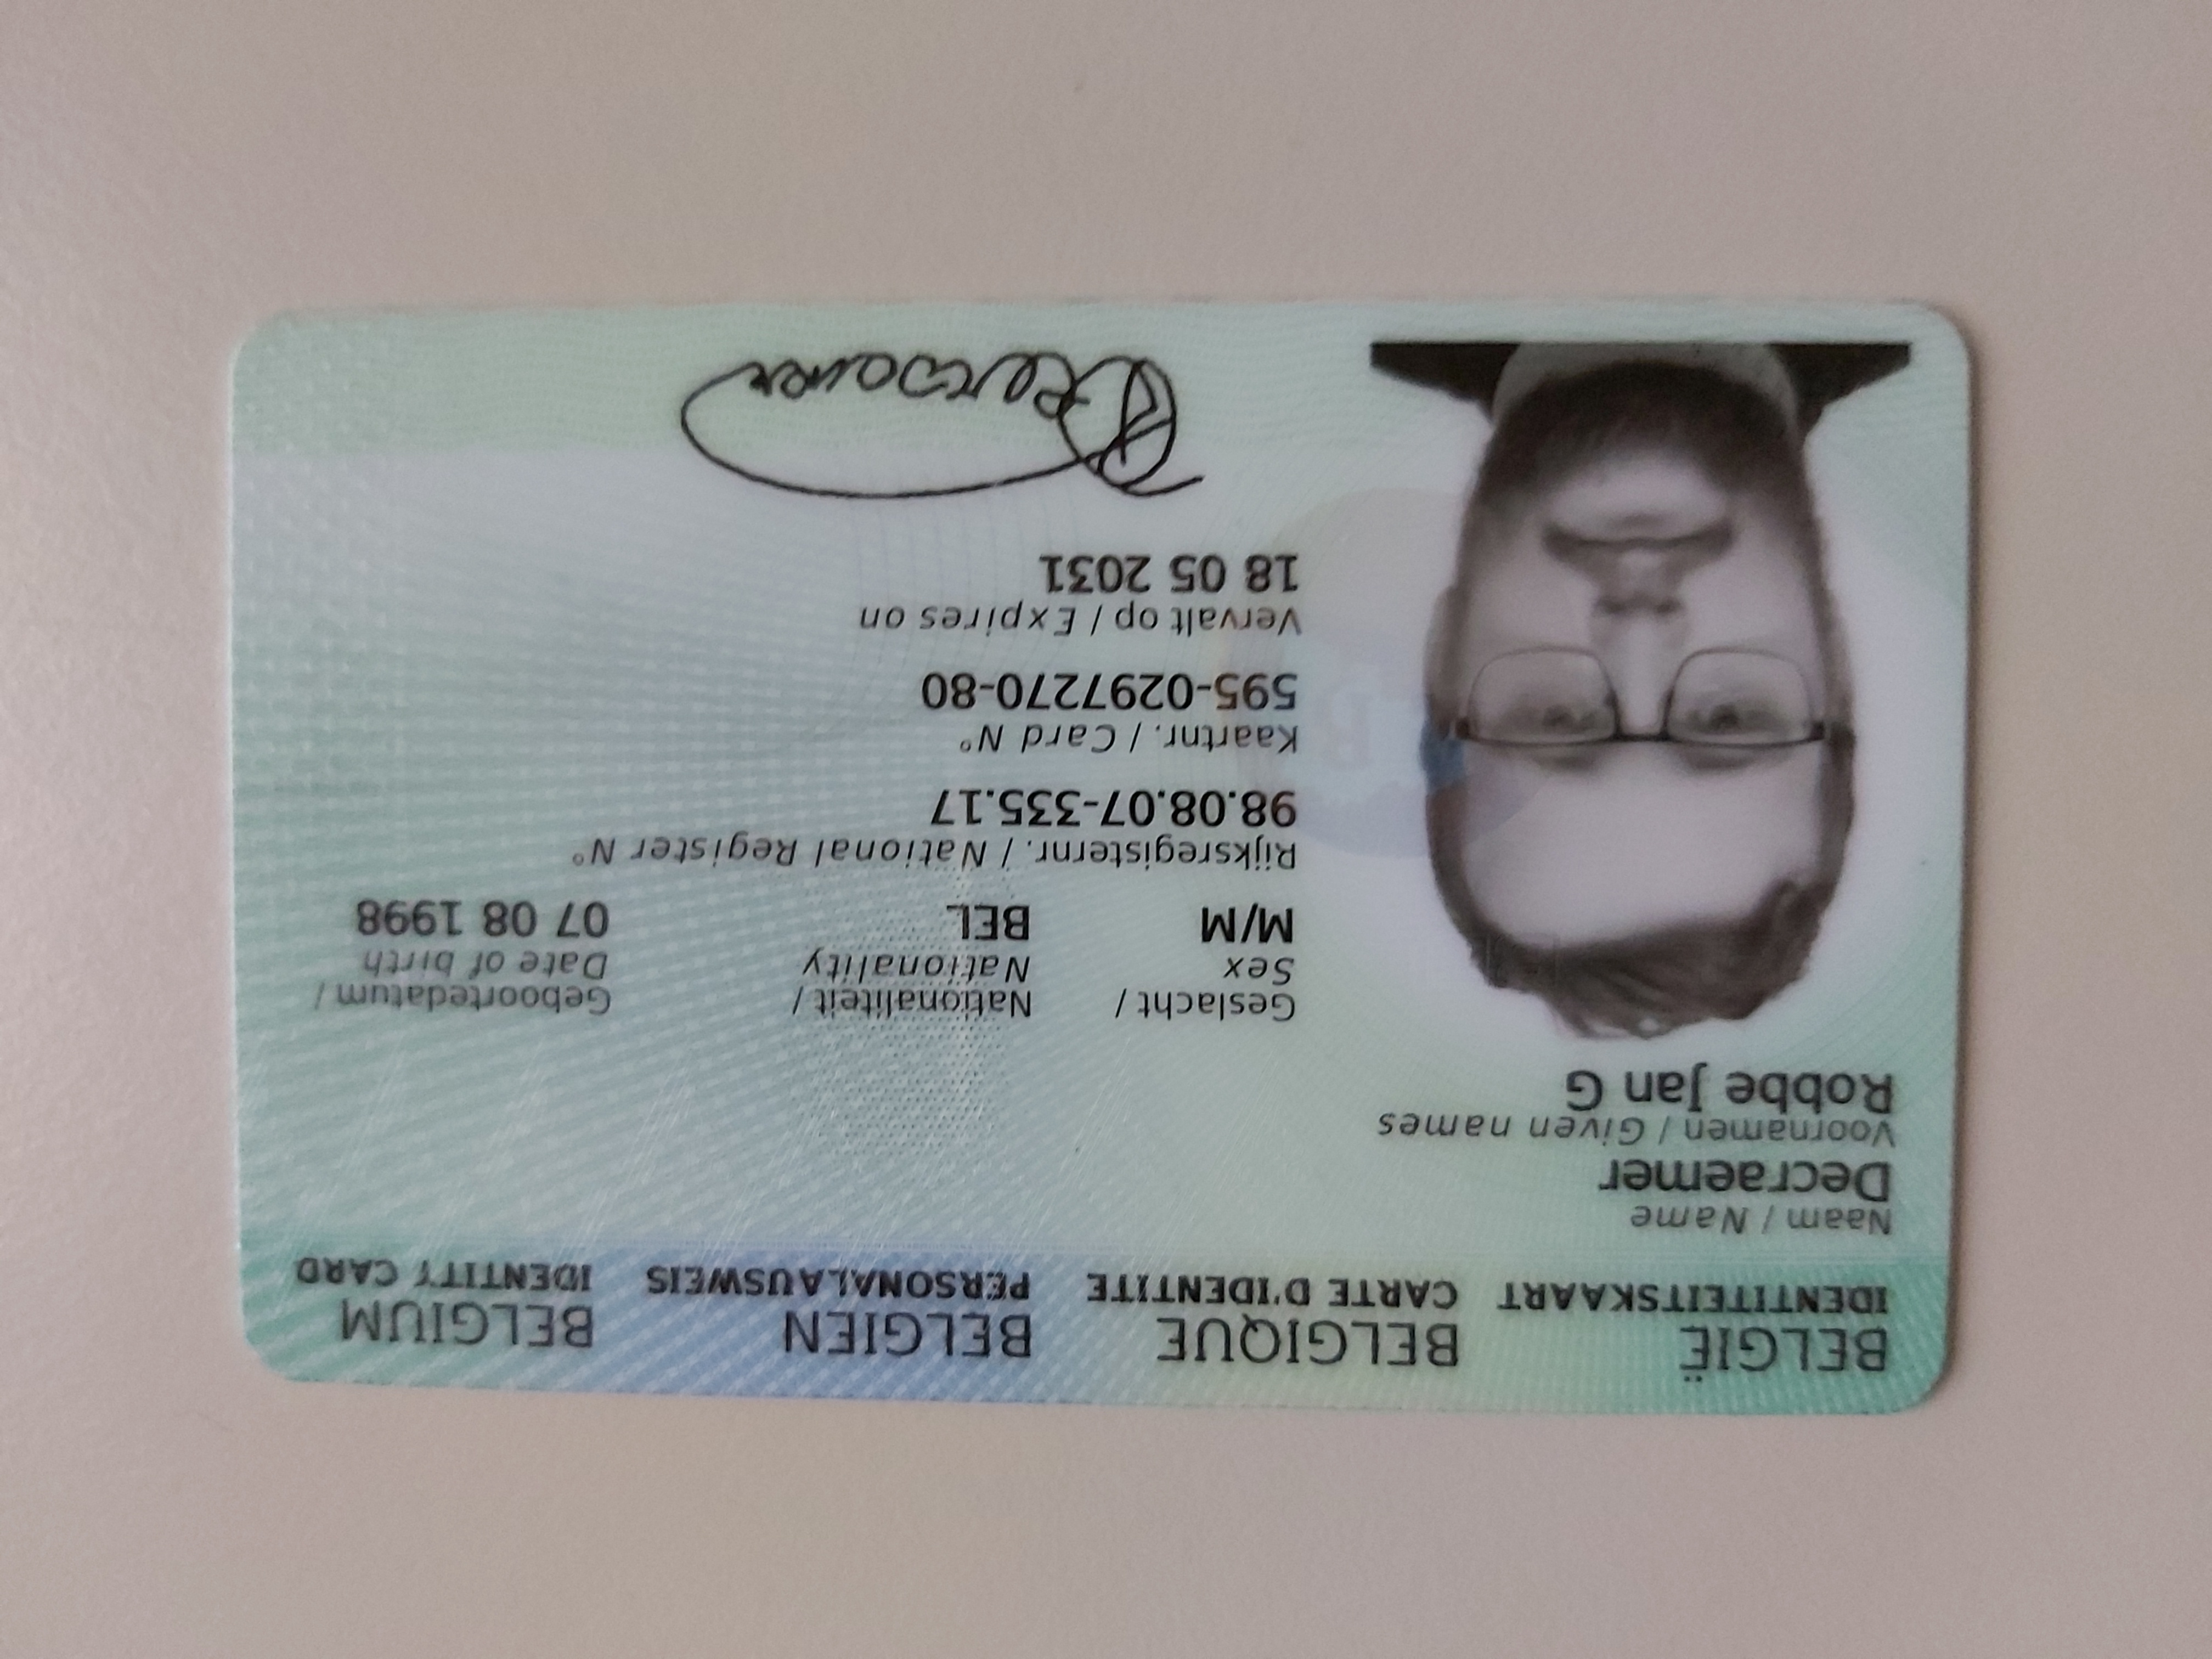 BELGIË BELGIQUE BELGIEN BELGIUM
IDENTITEITSKAART CARTE D'IDENTITE PERSONALAUSWEIS IDENTITY CARD
Naam / Name
Decraemer
Voornamen / Given names
Robbe Jan G
Geslacht / Nationaliteit / Geboortedatum /
Sex Nationality Date of birth
M/M BEL 07 08 1998
Rijksregisternr. / National Register N°
98.08.07-335.17
Kaartnr. / Card N°
595-0297270-80
Vervalt op / Expires on
18 05 2031